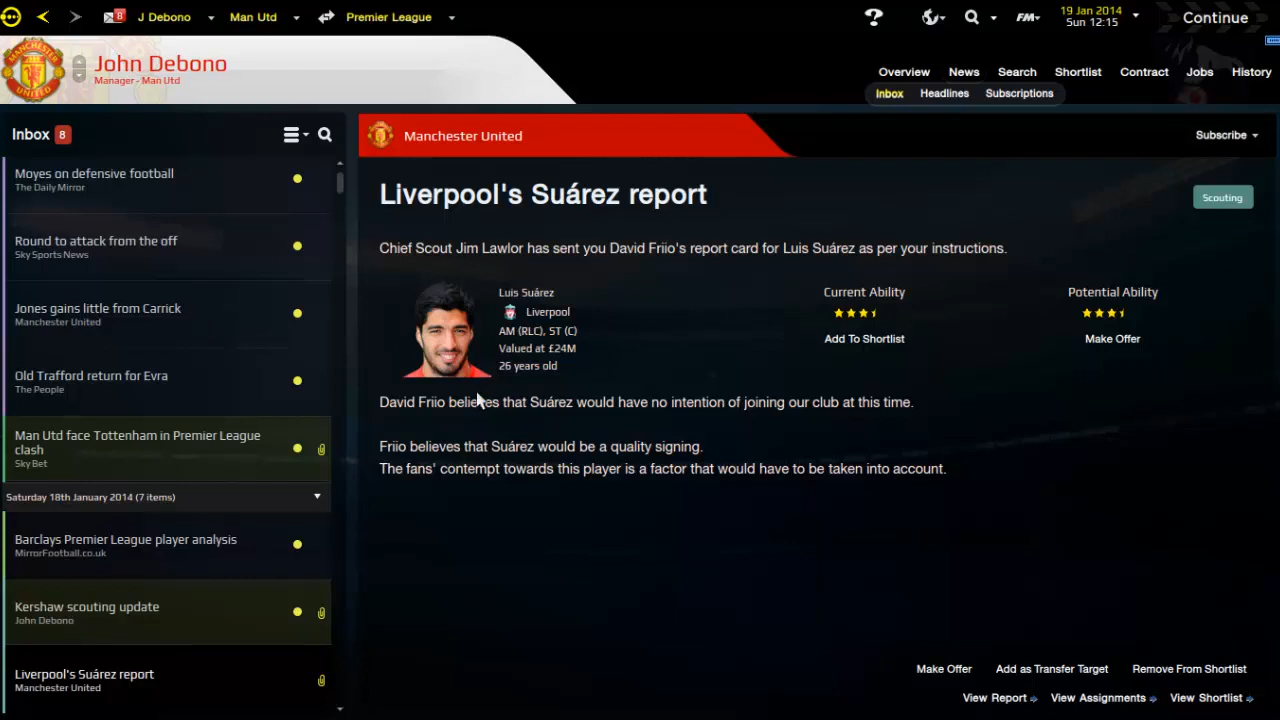 8
J Debono
Man Utd
Premier League
FM
19 Jan 2014
Sun 12:15
Continue
John Debono
Manager - Man Utd
Overview
News
Search
Shortlist
Contract
Jobs
History
Inbox
Headlines
Subscriptions
Inbox 8
Moyes on defensive football
The Daily Mirror
Round to attack from the off
Sky Sports News
Jones gains little from Carrick
Manchester United
Old Trafford return for Evra
The People
Man Utd face Tottenham in Premier League
clash
Sky Bet
Saturday 18th January 2014 (7 items)
Barclays Premier League player analysis
MirrorFootball.co.uk
Kershaw scouting update
John Debono
Liverpool's Suárez report
Manchester United
Manchester United
Subscribe
Liverpool's Suárez report
Scouting
Chief Scout Jim Lawlor has sent you David Friio's report card for Luis Suárez as per your instructions.
Luis Suárez
Liverpool
AM (RLC), ST (C)
Valued at £24M
26 years old
Current Ability
Add To Shortlist
Potential Ability
Make Offer
David Friio believes that Suárez would have no intention of joining our club at this time.
Friio believes that Suárez would be a quality signing.
The fans' contempt towards this player is a factor that would have to be taken into account.
Make Offer
Add as Transfer Target
Remove From Shortlist
View Report
View Assignments
View Shortlist